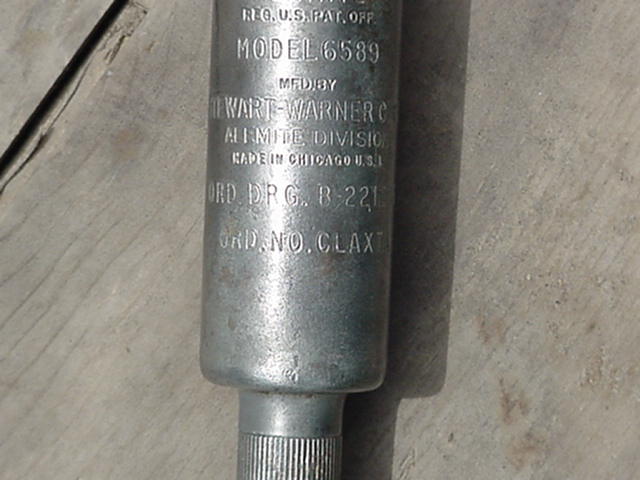 REG. U.S. PAT. OFF.
MODEL 6589
MFD. BY
EWART-WARNER C
ALEMITE DIVISIO
MADE IN CHICAGO U.S.A
ORD. DRG. B-221
ORD. NO. CLAXT